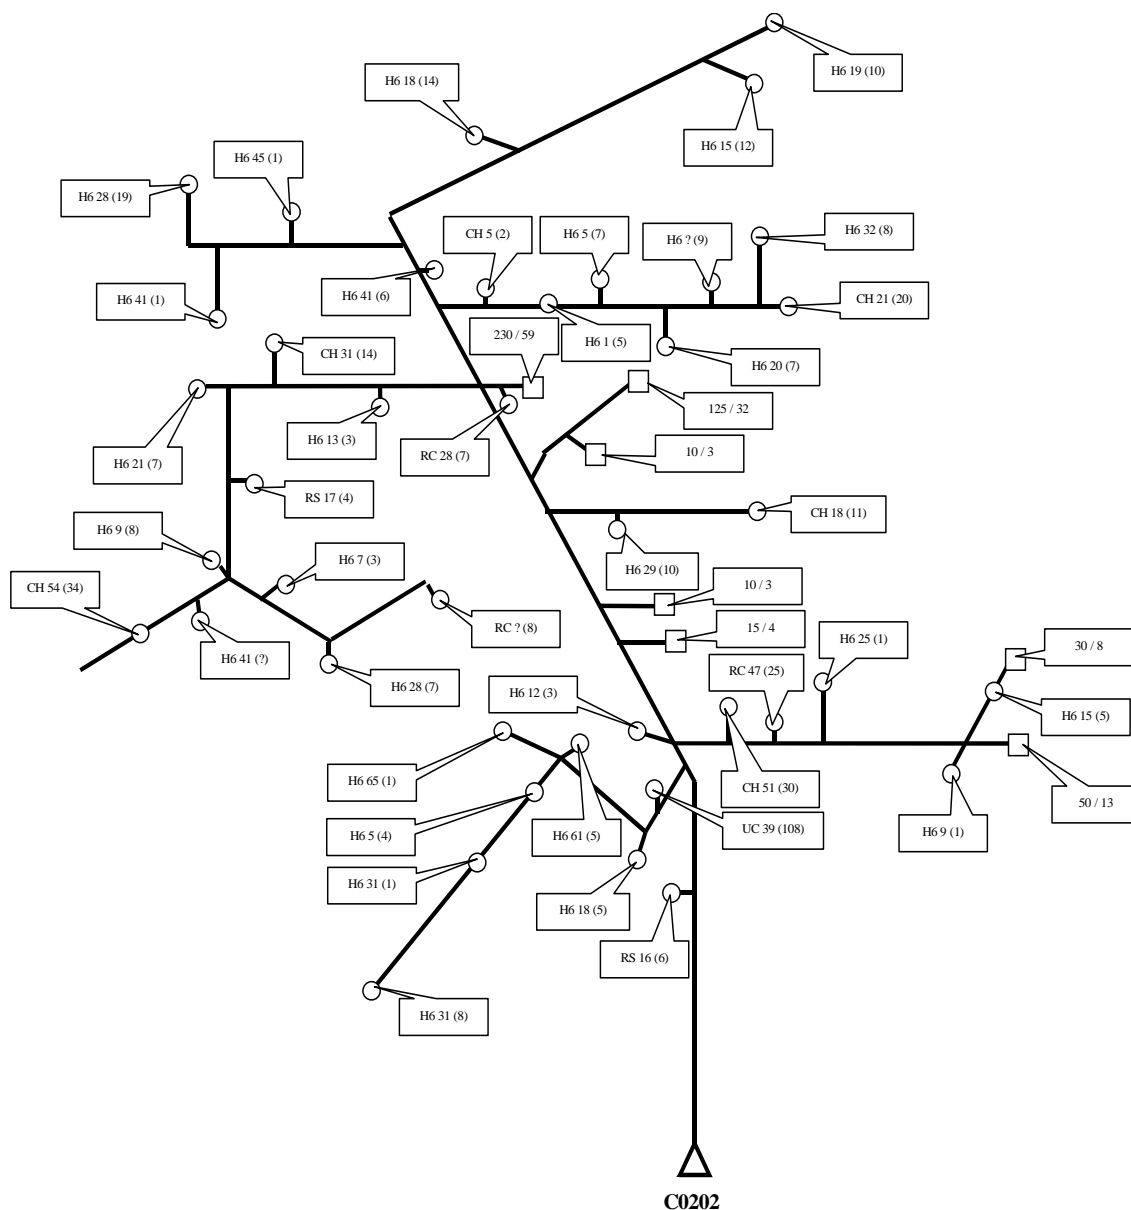 H6 19 (10)
H6 18 (14)
H6 15 (12)
H6 45 (1)
H6 28 (19)
CH 5 (2)
H6 5 (7)
H6 ? (9)
H6 32 (8)
H6 41 (6)
H6 41 (1)
CH 21 (20)
230 / 59
H6 1 (5)
CH 31 (14)
H6 20 (7)
125 / 32
H6 13 (3)
RC 28 (7)
10 / 3
H6 21 (7)
RS 17 (4)
CH 18 (11)
H6 9 (8)
H6 7 (3)
H6 29 (10)
CH 54 (34)
10 / 3
RC ? (8)
15 / 4
H6 25 (1)
30 / 8
H6 41 (?)
RC 47 (25)
H6 28 (7)
H6 12 (3)
H6 15 (5)
H6 65 (1)
CH 51 (30)
50 / 13
H6 5 (4)
H6 61 (5)
UC 39 (108)
H6 9 (1)
H6 31 (1)
H6 18 (5)
RS 16 (6)
H6 31 (8)
C0202